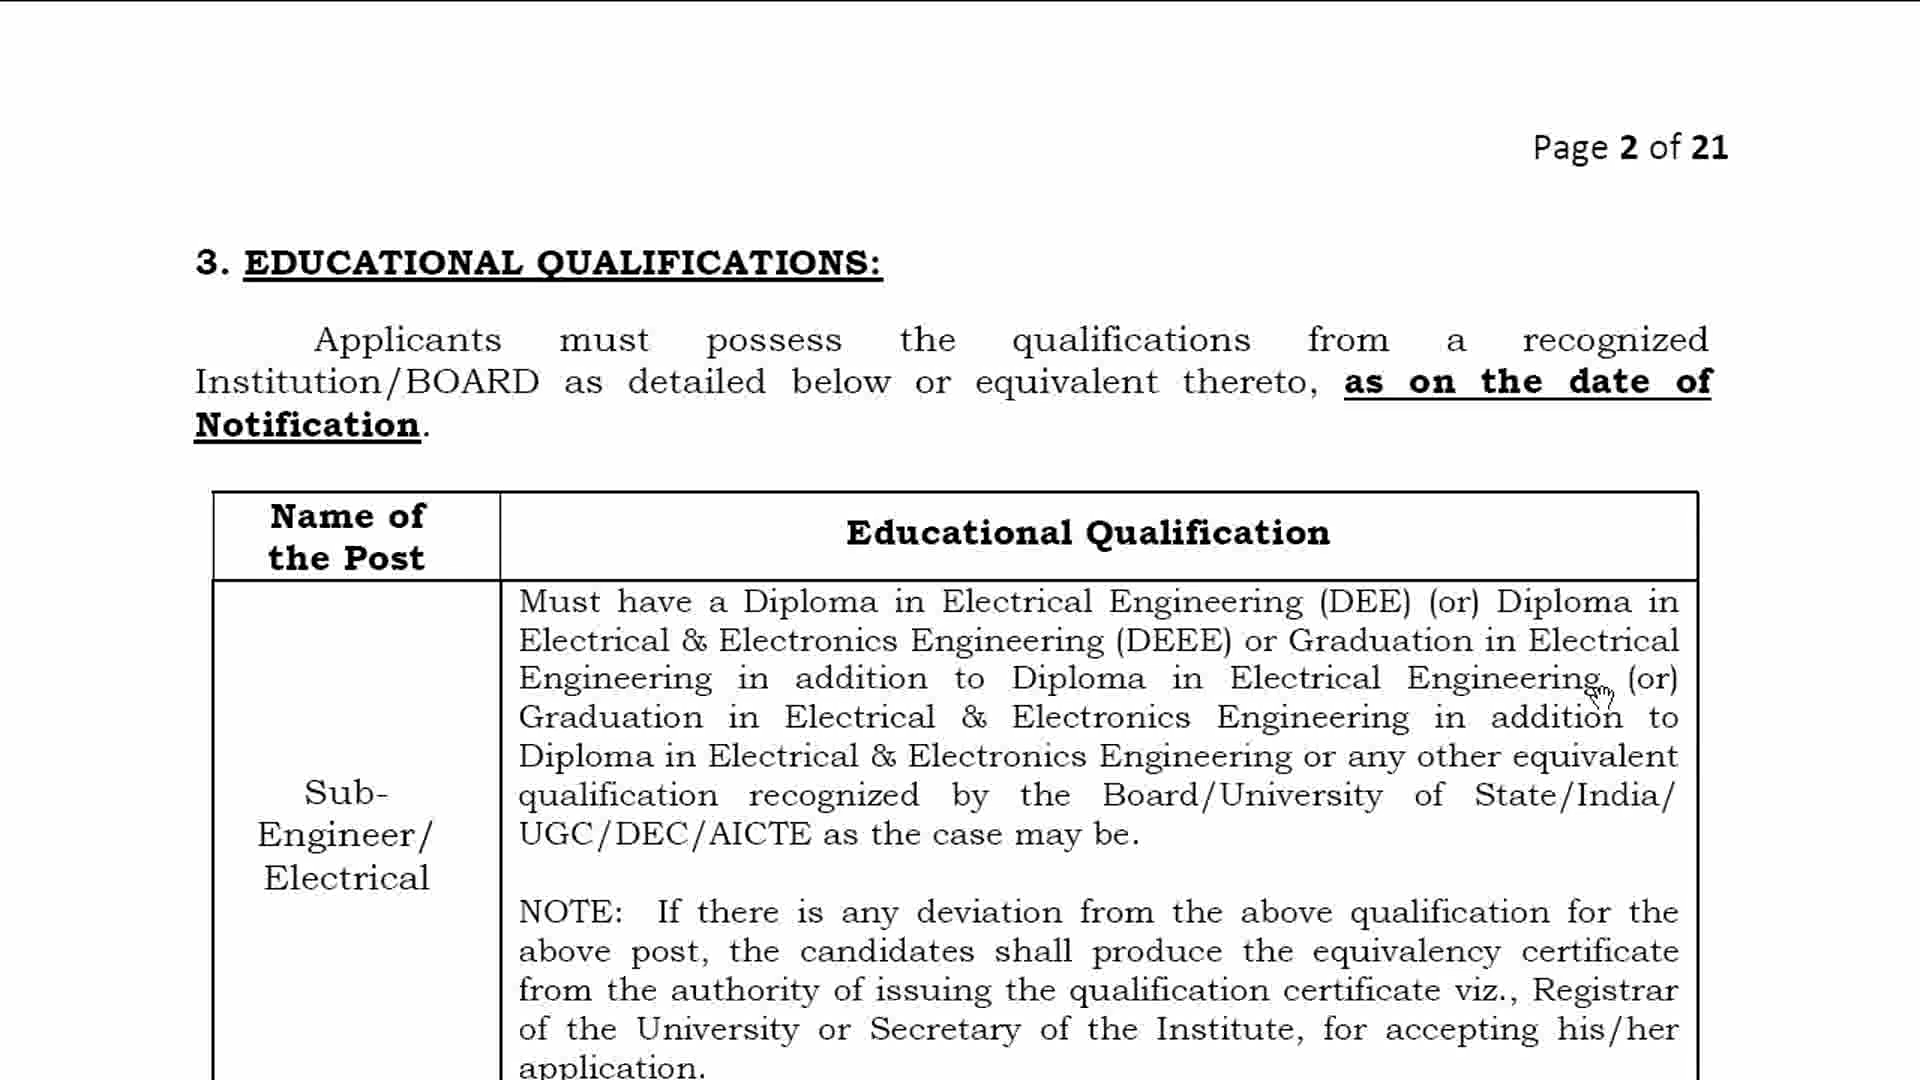 Page 2 of 21
3. EDUCATIONAL QUALIFICATIONS:
Applicants must possess the qualifications from a recognized
Institution/BOARD as detailed below or equivalent thereto, as on the date of
Notification.
Name of
the Post
Educational Qualification
Sub-
Engineer/
Electrical
Must have a Diploma in Electrical Engineering (DEE) (or) Diploma in
Electrical & Electronics Engineering (DEEE) or Graduation in Electrical
Engineering in addition to Diploma in Electrical Engineering (or)
Graduation in Electrical & Electronics Engineering in addition to
Diploma in Electrical & Electronics Engineering or any other equivalent
qualification recognized by the Board/University of State/India/
UGC/DEC/AICTE as the case may be.
NOTE: If there is any deviation from the above qualification for the
above post, the candidates shall produce the equivalency certificate
from the authority of issuing the qualification certificate viz., Registrar
of the University or Secretary of the Institute, for accepting his/her
application.